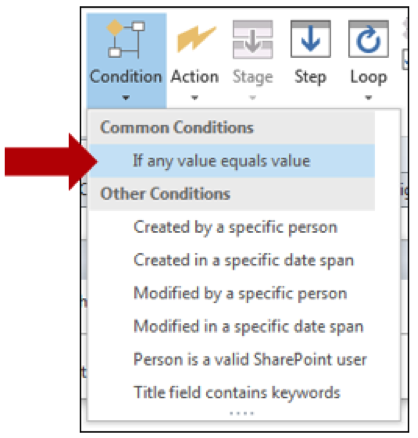 Condition Action Stage Step Loop
Common Conditions
If any value equals value
Other Conditions
Created by a specific person
Created in a specific date span
Modified by a specific person
Modified in a specific date span
Person is a valid SharePoint user
Title field contains keywords